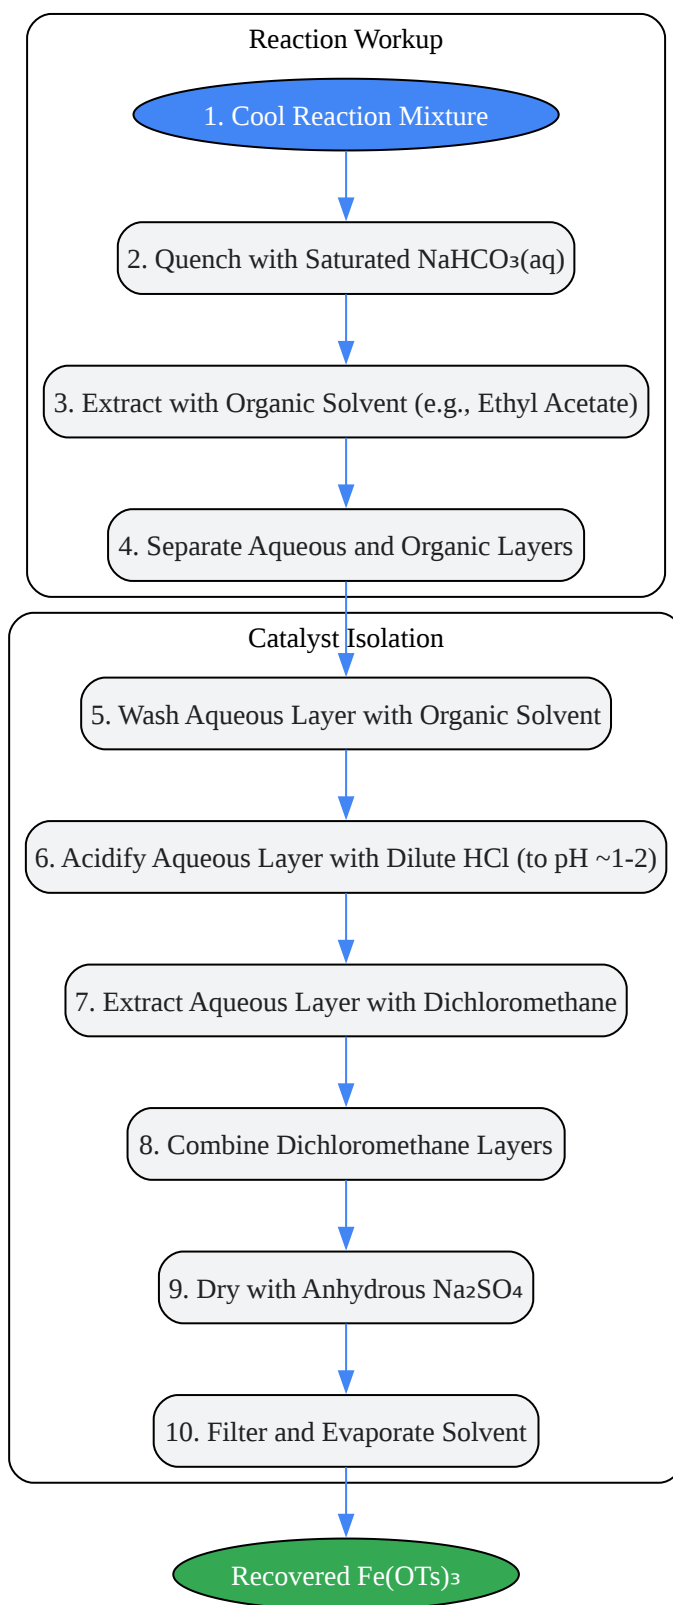 Reaction Workup
1. Cool Reaction Mixture
2. Quench with Saturated NaHCO₃(aq)
3. Extract with Organic Solvent (e.g., Ethyl Acetate)
4. Separate Aqueous and Organic Layers
Catalyst Isolation
5. Wash Aqueous Layer with Organic Solvent
6. Acidify Aqueous Layer with Dilute HCl (to pH ~1-2)
7. Extract Aqueous Layer with Dichloromethane
8. Combine Dichloromethane Layers
9. Dry with Anhydrous Na₂SO₄
10. Filter and Evaporate Solvent
Recovered Fe(OTs)₃